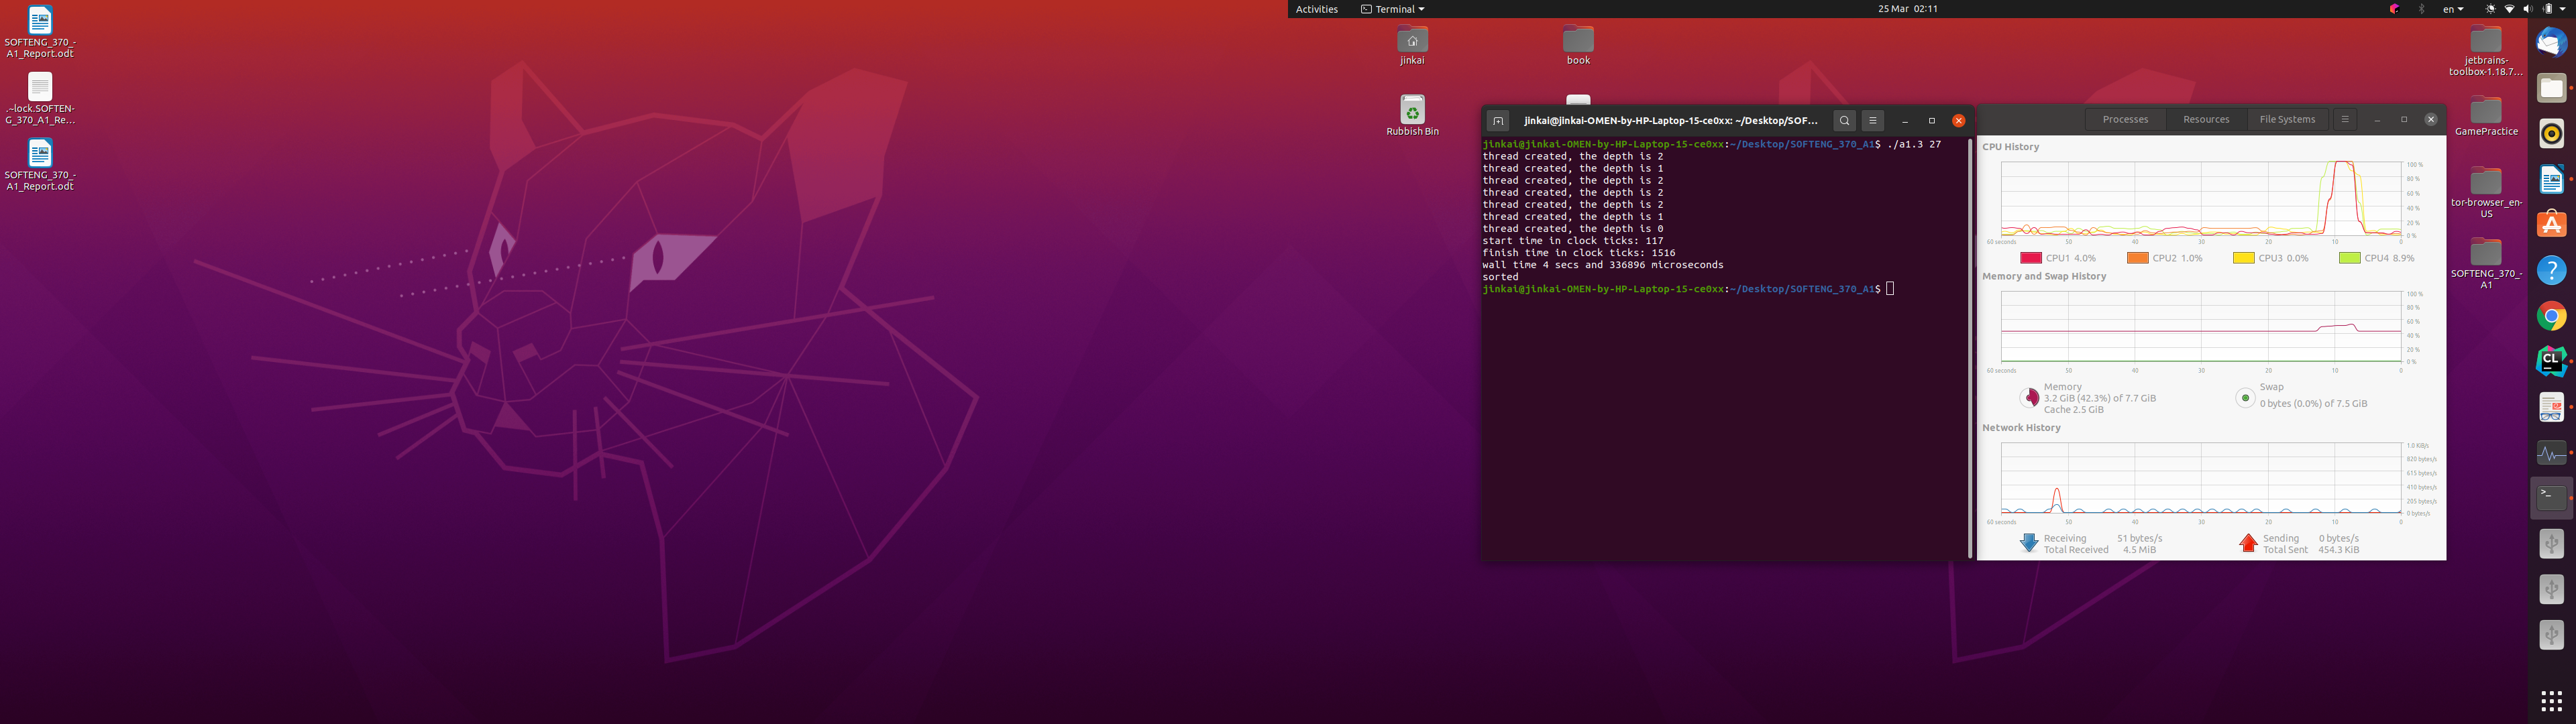 SOFTENG_370_-
A1_Report.odt
.~lock.SOFTEN-
G_370_A1_Re...
SOFTENG_370_-
A1_Report.odt
Activities
Terminal
25 Mar 02:11
en
jinkai
book
Rubbish Bin
jetbrains-
toolbox-1.18.7...
GamePractice
tor-browser_en-
US
SOFTENG_370_-
A1
jinkai@jinkai-OMEN-by-HP-Laptop-15-ce0xx: ~/Desktop/SOF...
jinkai@jinkai-OMEN-by-HP-Laptop-15-ce0xx:~/Desktop/SOFTENG_370_A1$ ./a1.3 27
thread created, the depth is 2
thread created, the depth is 1
thread created, the depth is 2
thread created, the depth is 2
thread created, the depth is 2
thread created, the depth is 1
thread created, the depth is 0
start time in clock ticks: 117
finish time in clock ticks: 1516
wall time 4 secs and 336896 microseconds
sorted
jinkai@jinkai-OMEN-by-HP-Laptop-15-ce0xx:~/Desktop/SOFTENG_370_A1$
Processes Resources File Systems
CPU History
100 %
80 %
60 %
40 %
20 %
0 %
60 seconds 50 40 30 20 10 0
CPU1 4.0% CPU2 1.0% CPU3 0.0% CPU4 8.9%
Memory and Swap History
100 %
80 %
60 %
40 %
20 %
0 %
60 seconds 50 40 30 20 10 0
Memory
3.2 GiB (42.3%) of 7.7 GiB
Cache 2.5 GiB
Swap
0 bytes (0.0%) of 7.5 GiB
Network History
1.0 KiB/s
820 bytes/s
615 bytes/s
410 bytes/s
205 bytes/s
0 bytes/s
60 seconds 50 40 30 20 10 0
Receiving 51 bytes/s
Total Received 4.5 MiB
Sending 0 bytes/s
Total Sent 454.3 KiB
CL
>_